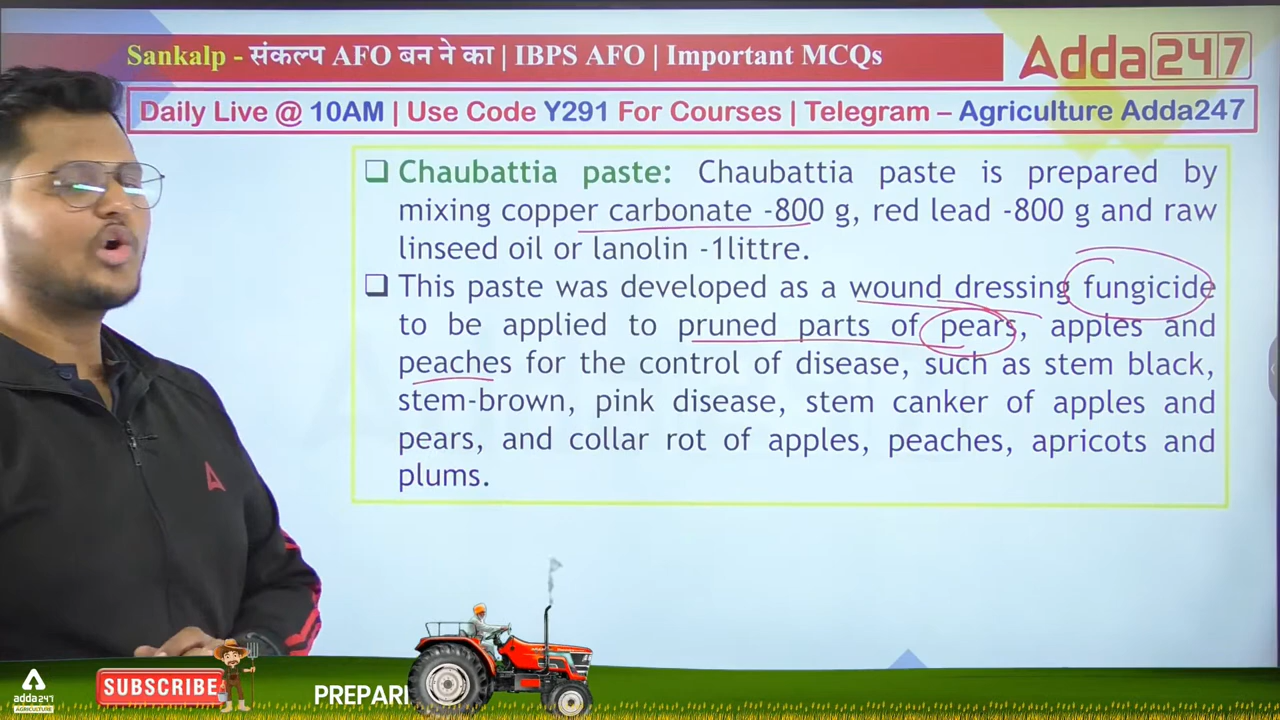 Sankalp - संकल्प AFO बन ने का | IBPS AFO | Important MCQs
Adda247
Daily Live @ 10AM | Use Code Y291 For Courses | Telegram – Agriculture Adda247
Chaubattia paste: Chaubattia paste is prepared by
mixing copper carbonate -800 g, red lead -800 g and raw
linseed oil or lanolin -1littre.
This paste was developed as a wound dressing fungicide
to be applied to pruned parts of pears, apples and
peaches for the control of disease, such as stem black,
stem-brown, pink disease, stem canker of apples and
pears, and collar rot of apples, peaches, apricots and
plums.
adda247
AGRICULTURE
SUBSCRIBE
PREPARI